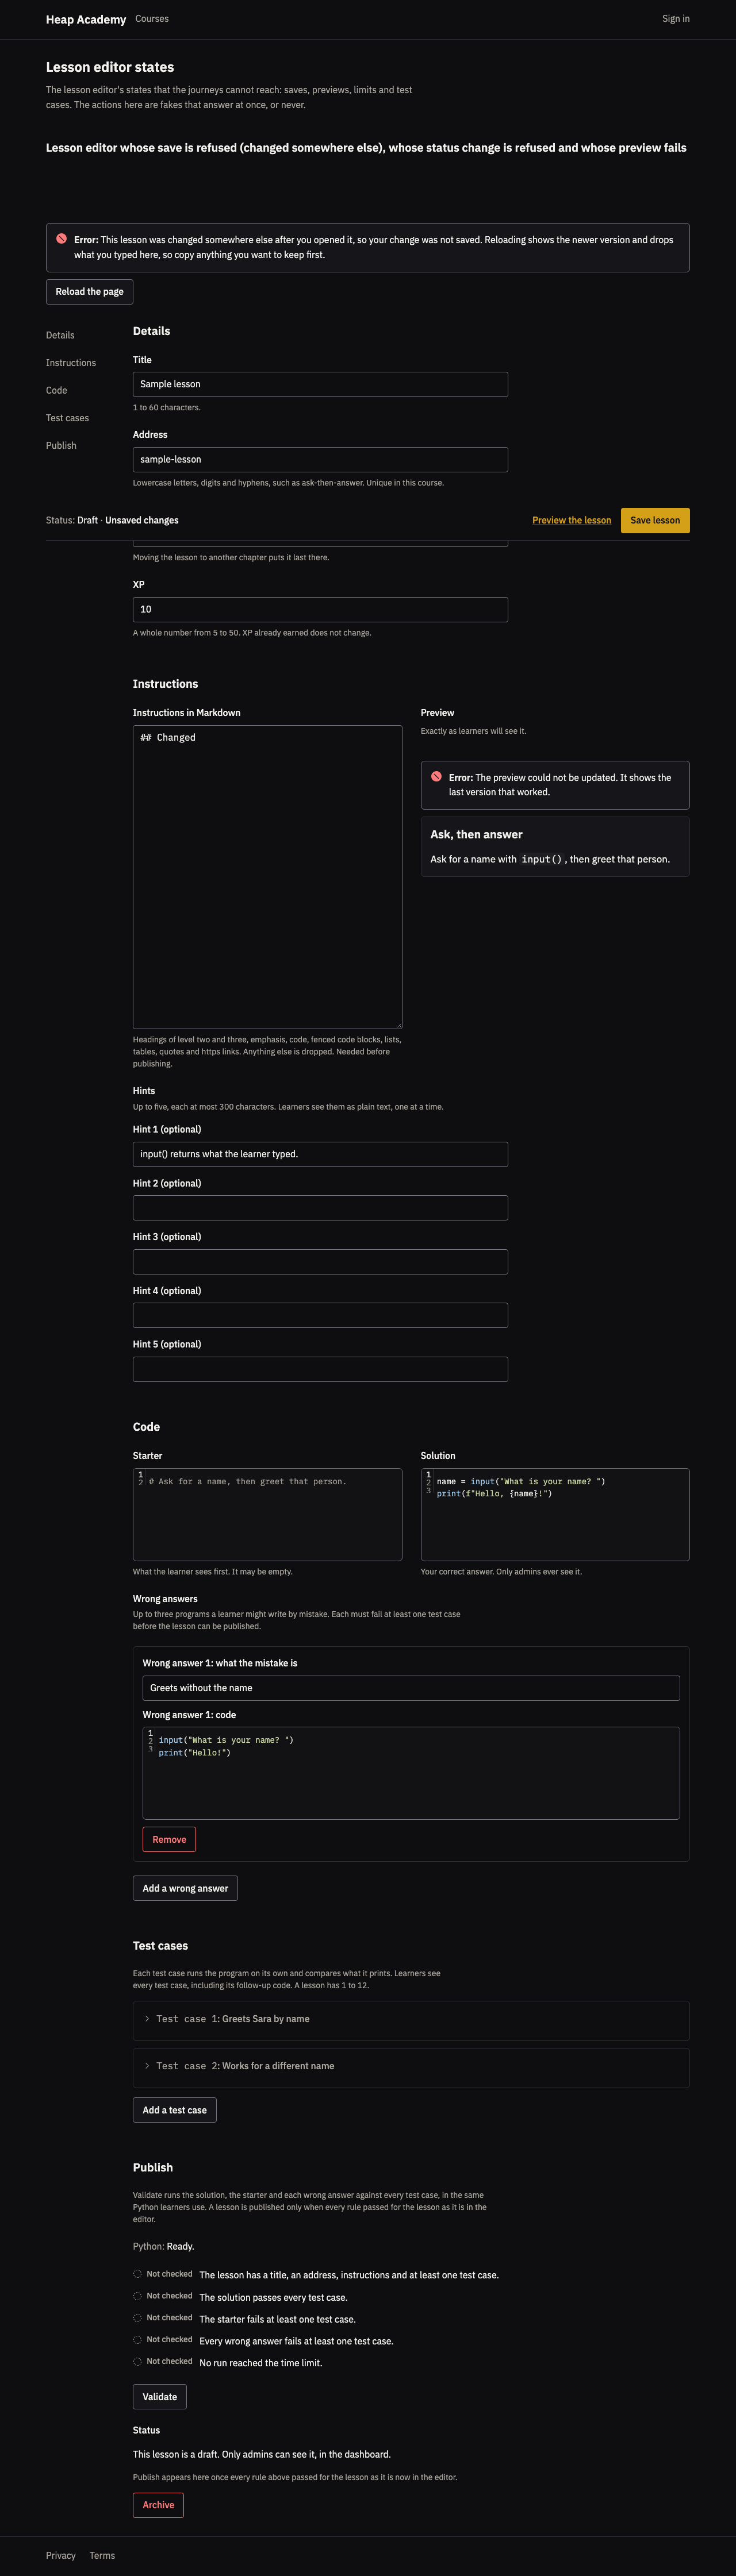 Heap Academy Courses Sign in
Lesson editor states
The lesson editor's states that the journeys cannot reach: saves, previews, limits and test
cases. The actions here are fakes that answer at once, or never.
Lesson editor whose save is refused (changed somewhere else), whose status change is refused and whose preview fails
Error: This lesson was changed somewhere else after you opened it, so your change was not saved. Reloading shows the newer version and drops
what you typed here, so copy anything you want to keep first.
Reload the page
Details
Instructions
Code
Test cases
Publish
Details
Title
Sample lesson
1 to 60 characters.
Address
sample-lesson
Lowercase letters, digits and hyphens, such as ask-then-answer. Unique in this course.
Status: Draft · Unsaved changes Preview the lesson Save lesson
Moving the lesson to another chapter puts it last there.
XP
10
A whole number from 5 to 50. XP already earned does not change.
Instructions
Instructions in Markdown
## Changed
Headings of level two and three, emphasis, code, fenced code blocks, lists,
tables, quotes and https links. Anything else is dropped. Needed before
publishing.
Preview
Exactly as learners will see it.
Error: The preview could not be updated. It shows the
last version that worked.
Ask, then answer
Ask for a name with input(), then greet that person.
Hints
Up to five, each at most 300 characters. Learners see them as plain text, one at a time.
Hint 1 (optional)
input() returns what the learner typed.
Hint 2 (optional)
Hint 3 (optional)
Hint 4 (optional)
Hint 5 (optional)
Code
Starter
1
2 # Ask for a name, then greet that person.
What the learner sees first. It may be empty.
Solution
1
2 name = input("What is your name? ")
3 print(f"Hello, {name}!")
Your correct answer. Only admins ever see it.
Wrong answers
Up to three programs a learner might write by mistake. Each must fail at least one test case
before the lesson can be published.
Wrong answer 1: what the mistake is
Greets without the name
Wrong answer 1: code
1
2 input("What is your name? ")
3 print("Hello!")
Remove
Add a wrong answer
Test cases
Each test case runs the program on its own and compares what it prints. Learners see
every test case, including its follow-up code. A lesson has 1 to 12.
Test case 1: Greets Sara by name
Test case 2: Works for a different name
Add a test case
Publish
Validate runs the solution, the starter and each wrong answer against every test case, in the same
Python learners use. A lesson is published only when every rule passed for the lesson as it is in the
editor.
Python: Ready.
Not checked The lesson has a title, an address, instructions and at least one test case.
Not checked The solution passes every test case.
Not checked The starter fails at least one test case.
Not checked Every wrong answer fails at least one test case.
Not checked No run reached the time limit.
Validate
Status
This lesson is a draft. Only admins can see it, in the dashboard.
Publish appears here once every rule above passed for the lesson as it is now in the editor.
Archive
Privacy Terms